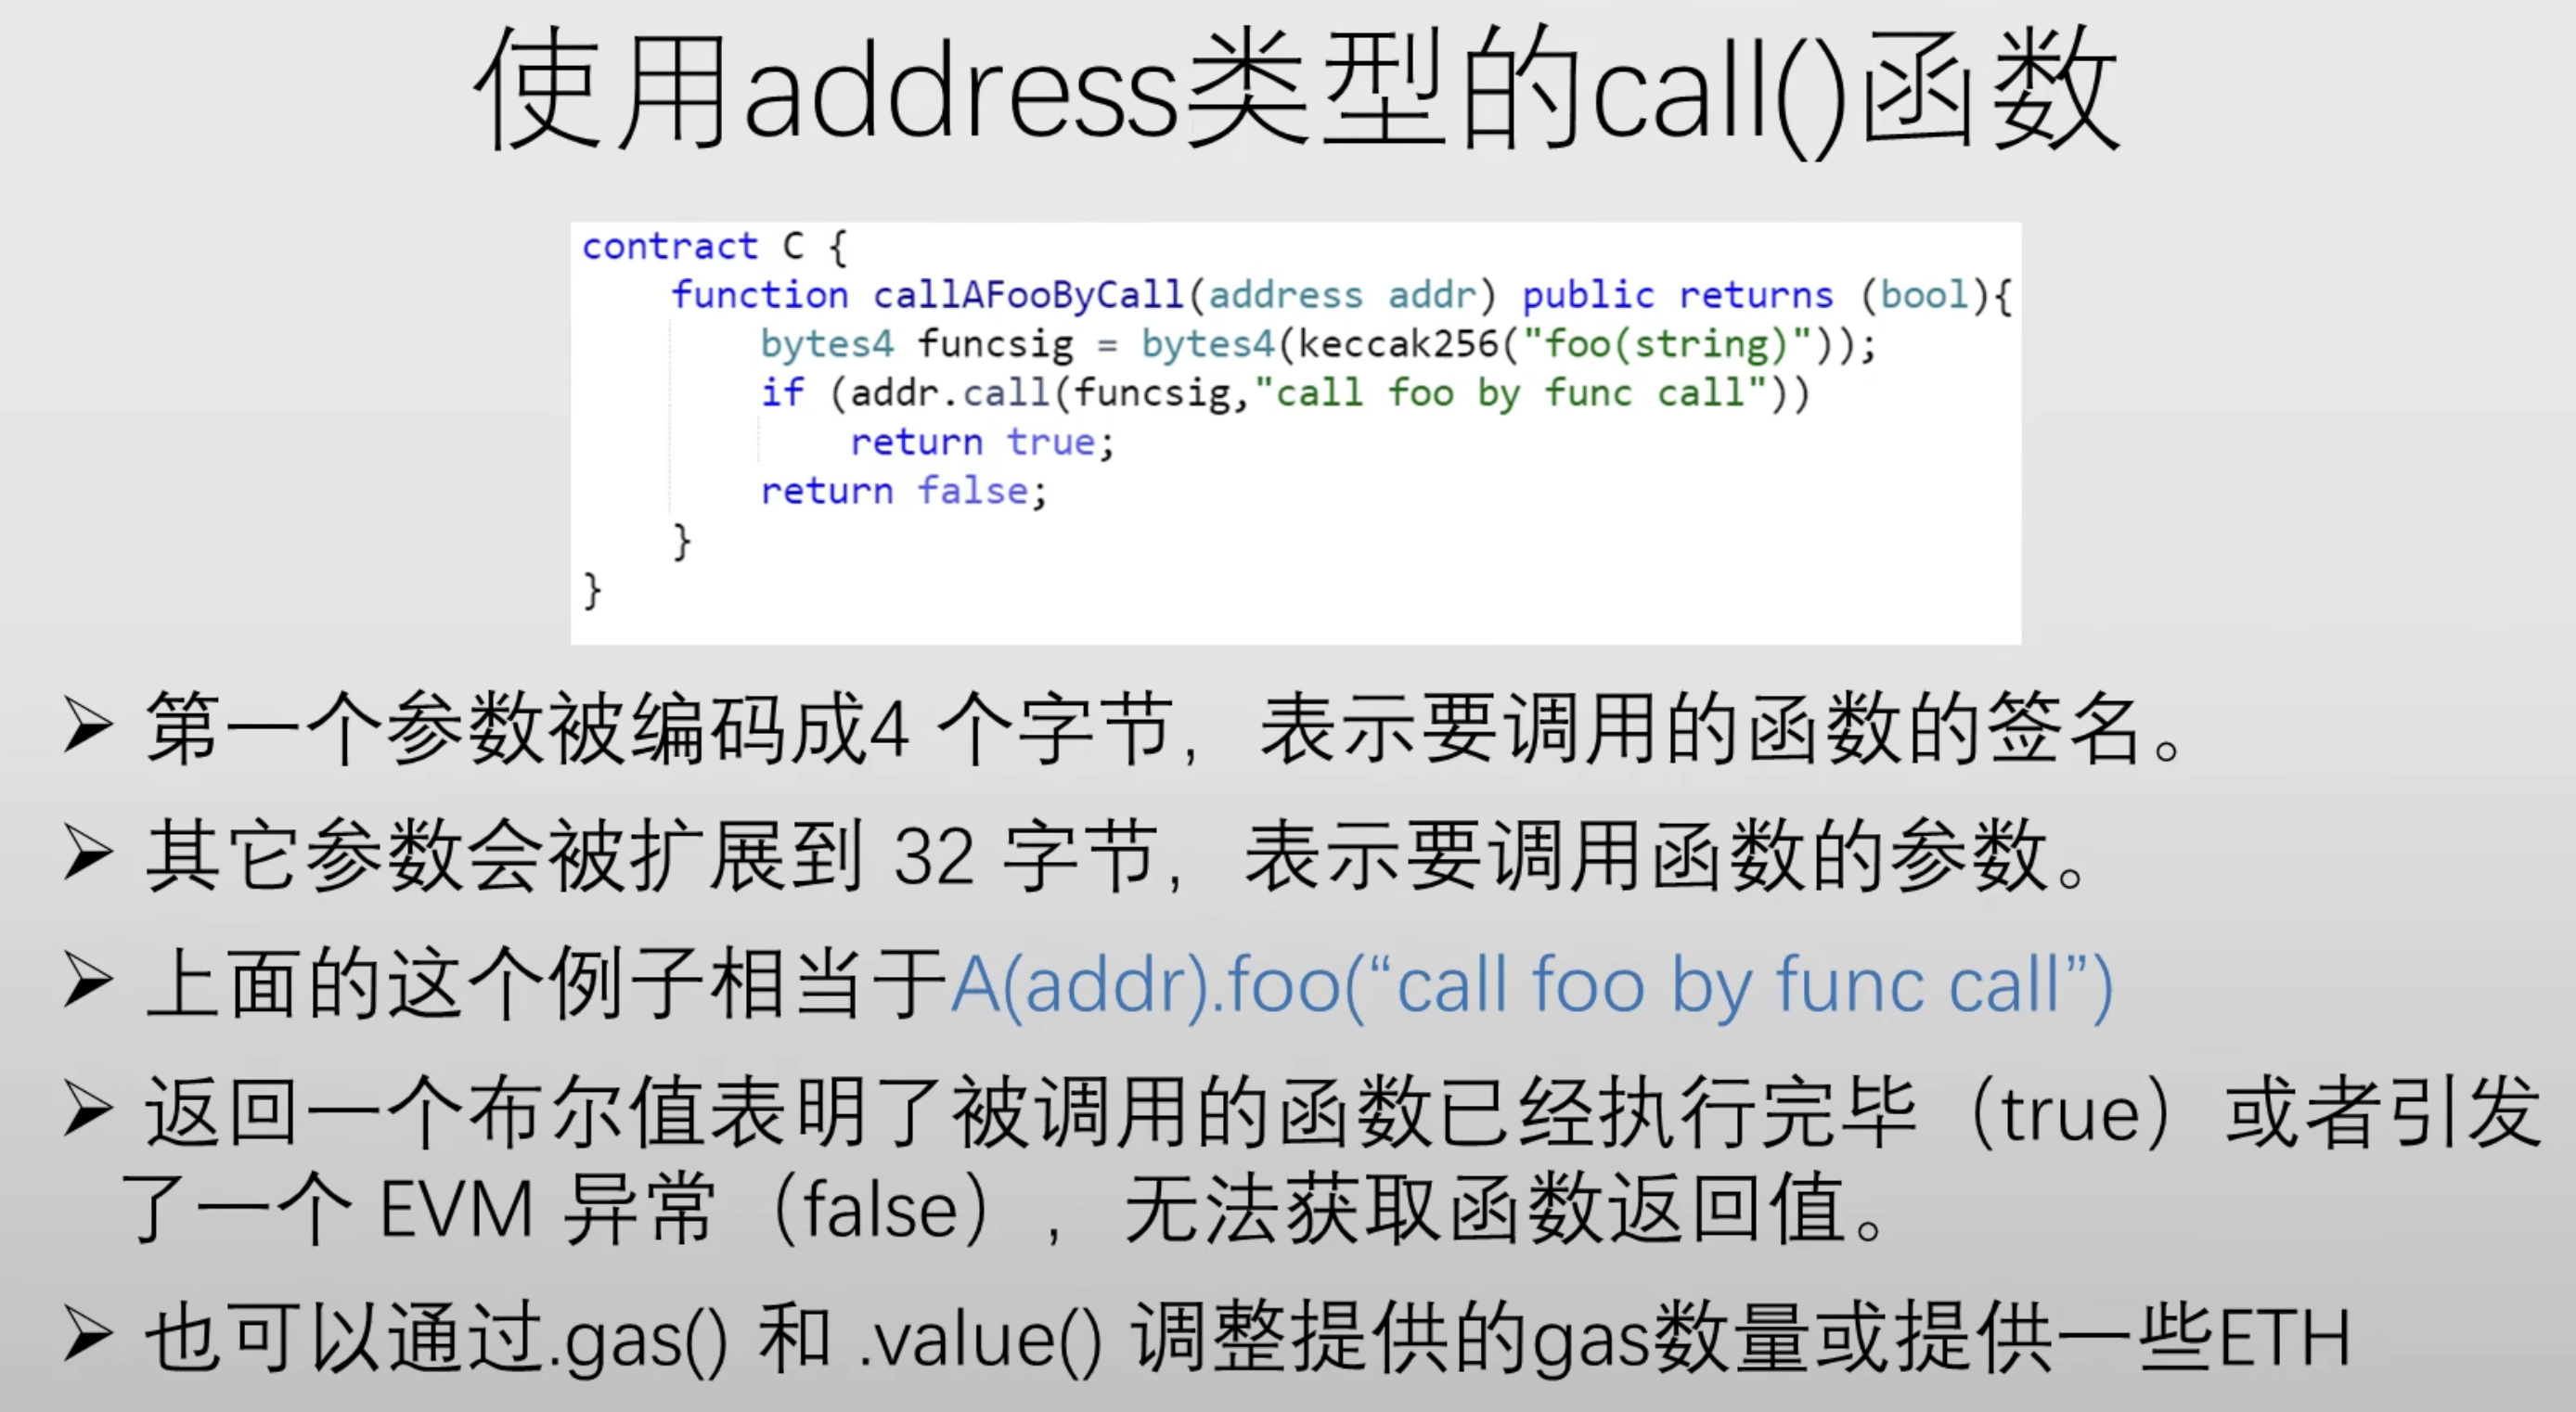 使用address类型的call()函数
contract C {
function callAFooByCall(address addr) public returns (bool){
bytes4 funcsig = bytes4(keccak256("foo(string)"));
if (addr.call(funcsig,"call foo by func call"))
return true;
return false;
}
}
➢ 第一个参数被编码成4 个字节，表示要调用的函数的签名。
➢ 其它参数会被扩展到 32 字节，表示要调用函数的参数。
➢ 上面的这个例子相当于A(addr).foo(“call foo by func call”)
➢ 返回一个布尔值表明了被调用的函数已经执行完毕（true）或者引发
了一个 EVM 异常（false），无法获取函数返回值。
➢ 也可以通过.gas() 和 .value() 调整提供的gas数量或提供一些ETH